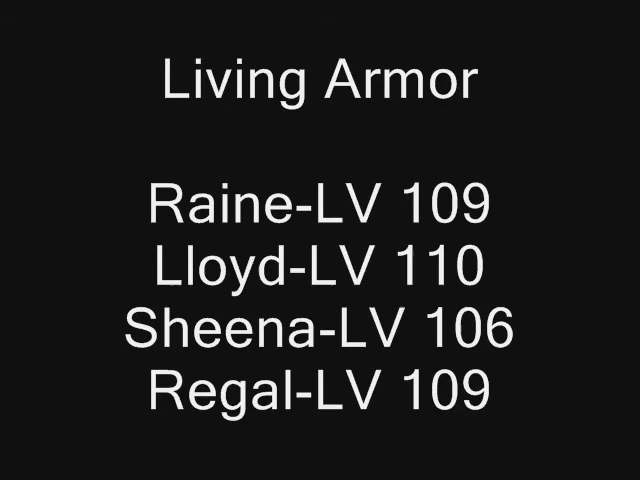 Living Armor
Raine-LV 109
Lloyd-LV 110
Sheena-LV 106
Regal-LV 109